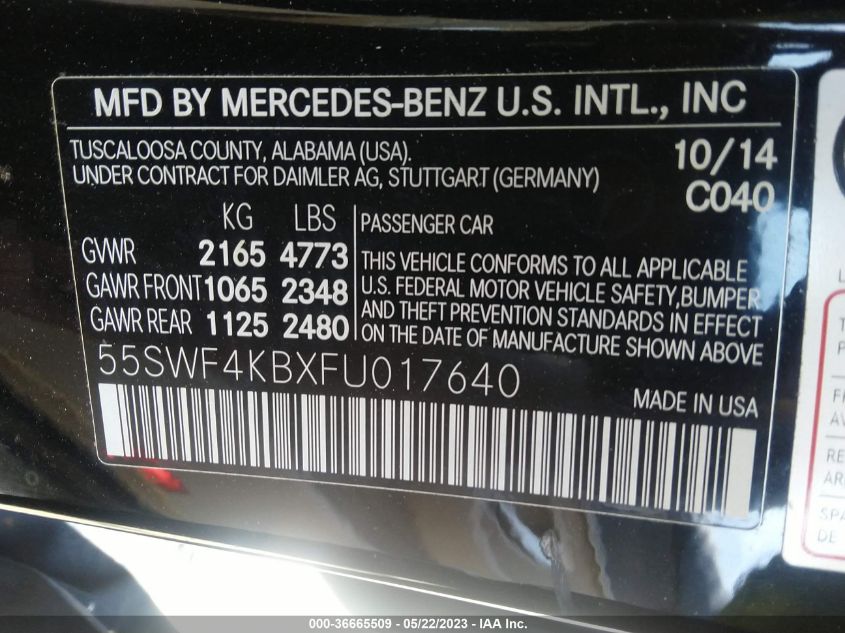 MFD BY MERCEDES-BENZ U.S. INTL., INC
TUSCALOOSA COUNTY, ALABAMA (USA).
UNDER CONTRACT FOR DAIMLER AG, STUTTGART (GERMANY)
10/14
C040
KG LBS
GVWR 2165 4773
GAWR FRONT 1065 2348
GAWR REAR 1125 2480
PASSENGER CAR
THIS VEHICLE CONFORMS TO ALL APPLICABLE
U.S. FEDERAL MOTOR VEHICLE SAFETY,BUMPER
AND THEFT PREVENTION STANDARDS IN EFFECT
ON THE DATE OF MANUFACTURE SHOWN ABOVE
55SWF4KBXFU017640
MADE IN USA
000-36665509 - 05/22/2023 - IAA Inc.